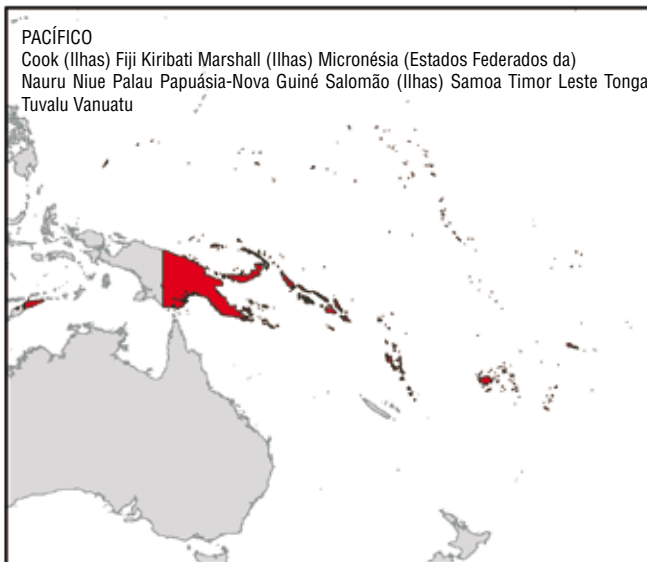 PACÍFICO
Cook (Ilhas) Fiji Kiribati Marshall (Ilhas) Micronésia (Estados Federados da)
Nauru Niue Palau Papuásia-Nova Guiné Salomão (Ilhas) Samoa Timor Leste Tonga
Tuvalu Vanuatu